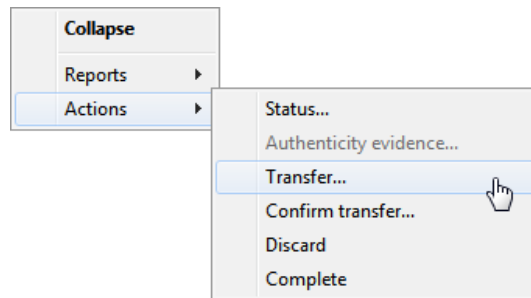 Collapse
Reports
Actions
Status...
Authenticity evidence...
Transfer...
Confirm transfer...
Discard
Complete